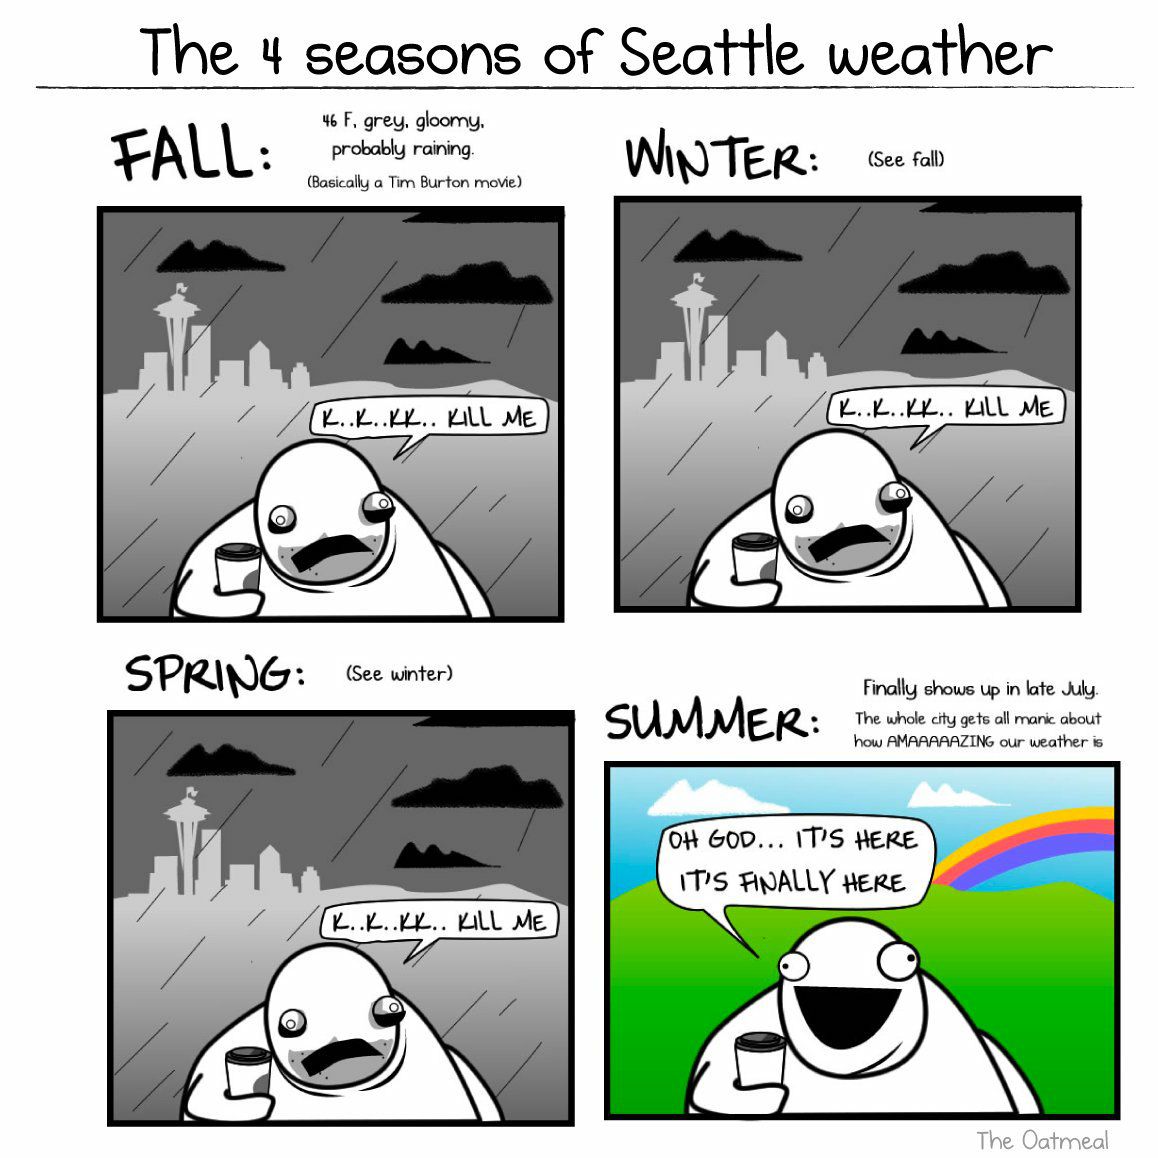 The 4 seasons of Seattle weather
FALL:
46 F, grey, gloomy,
probably raining.
(Basically a Tim Burton movie)
K..K..KK.. KILL ME
WINTER:
(See fall)
K..K..KK.. KILL ME
SPRING:
(See winter)
K..K..KK.. KILL ME
SUMMER:
Finally shows up in late July.
The whole city gets all manic about
how AMAAAAAZING our weather is
OH GOD... IT'S HERE
IT'S FINALLY HERE
The Oatmeal